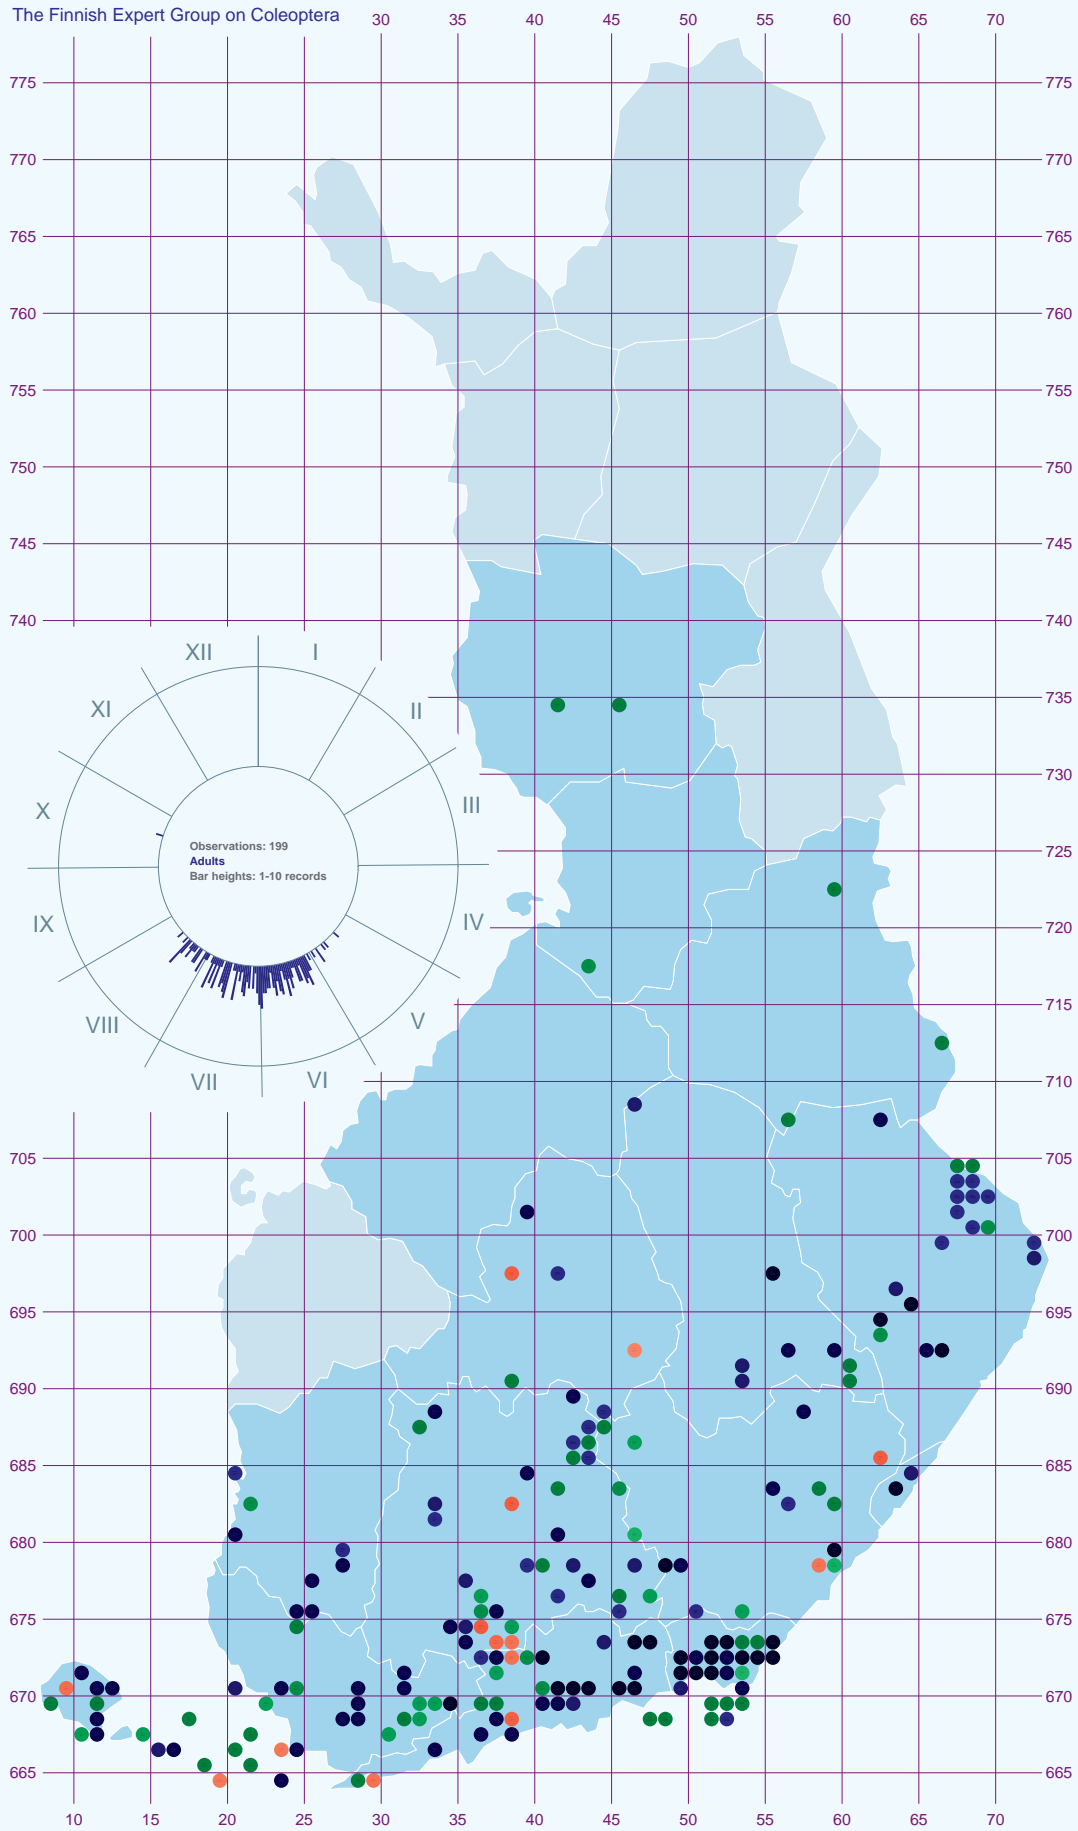 The Finnish Expert Group on Coleoptera
30 40 45 50 55 60 70
775 775
770 770
765 765
760 760
755 755
750 750
745 745
740 740
XII I
XI II
735
X III
730
Observations: 199
Adults
Bar heights: 1-10 records
725
IX IV
720
715
VIII V
VII VI
710
705 705
700 700
695 695
690 690
685 685
680 680
675 675
670 670
665 665
10 15 20 25 30 35 40 45 50 55 60 70